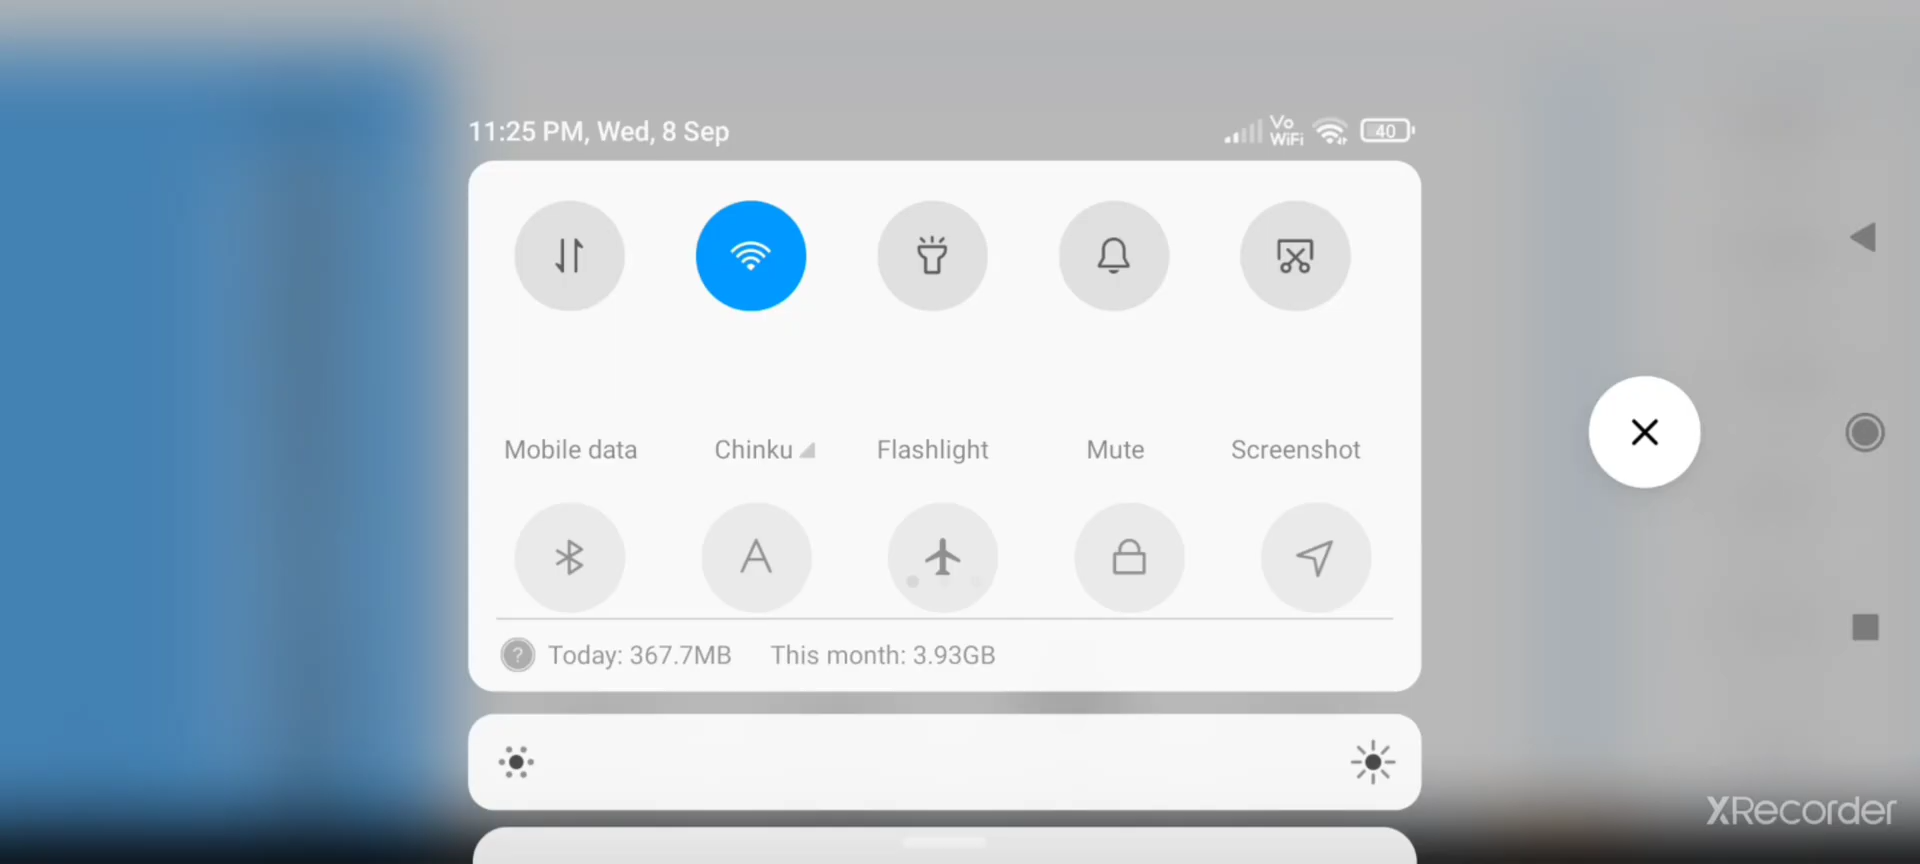 11:25 PM, Wed, 8 Sep
Vo
WiFi
40
Mobile data
Chinku
Flashlight
Mute
Screenshot
A
? Today: 367.7MB This month: 3.93GB
XRecorder